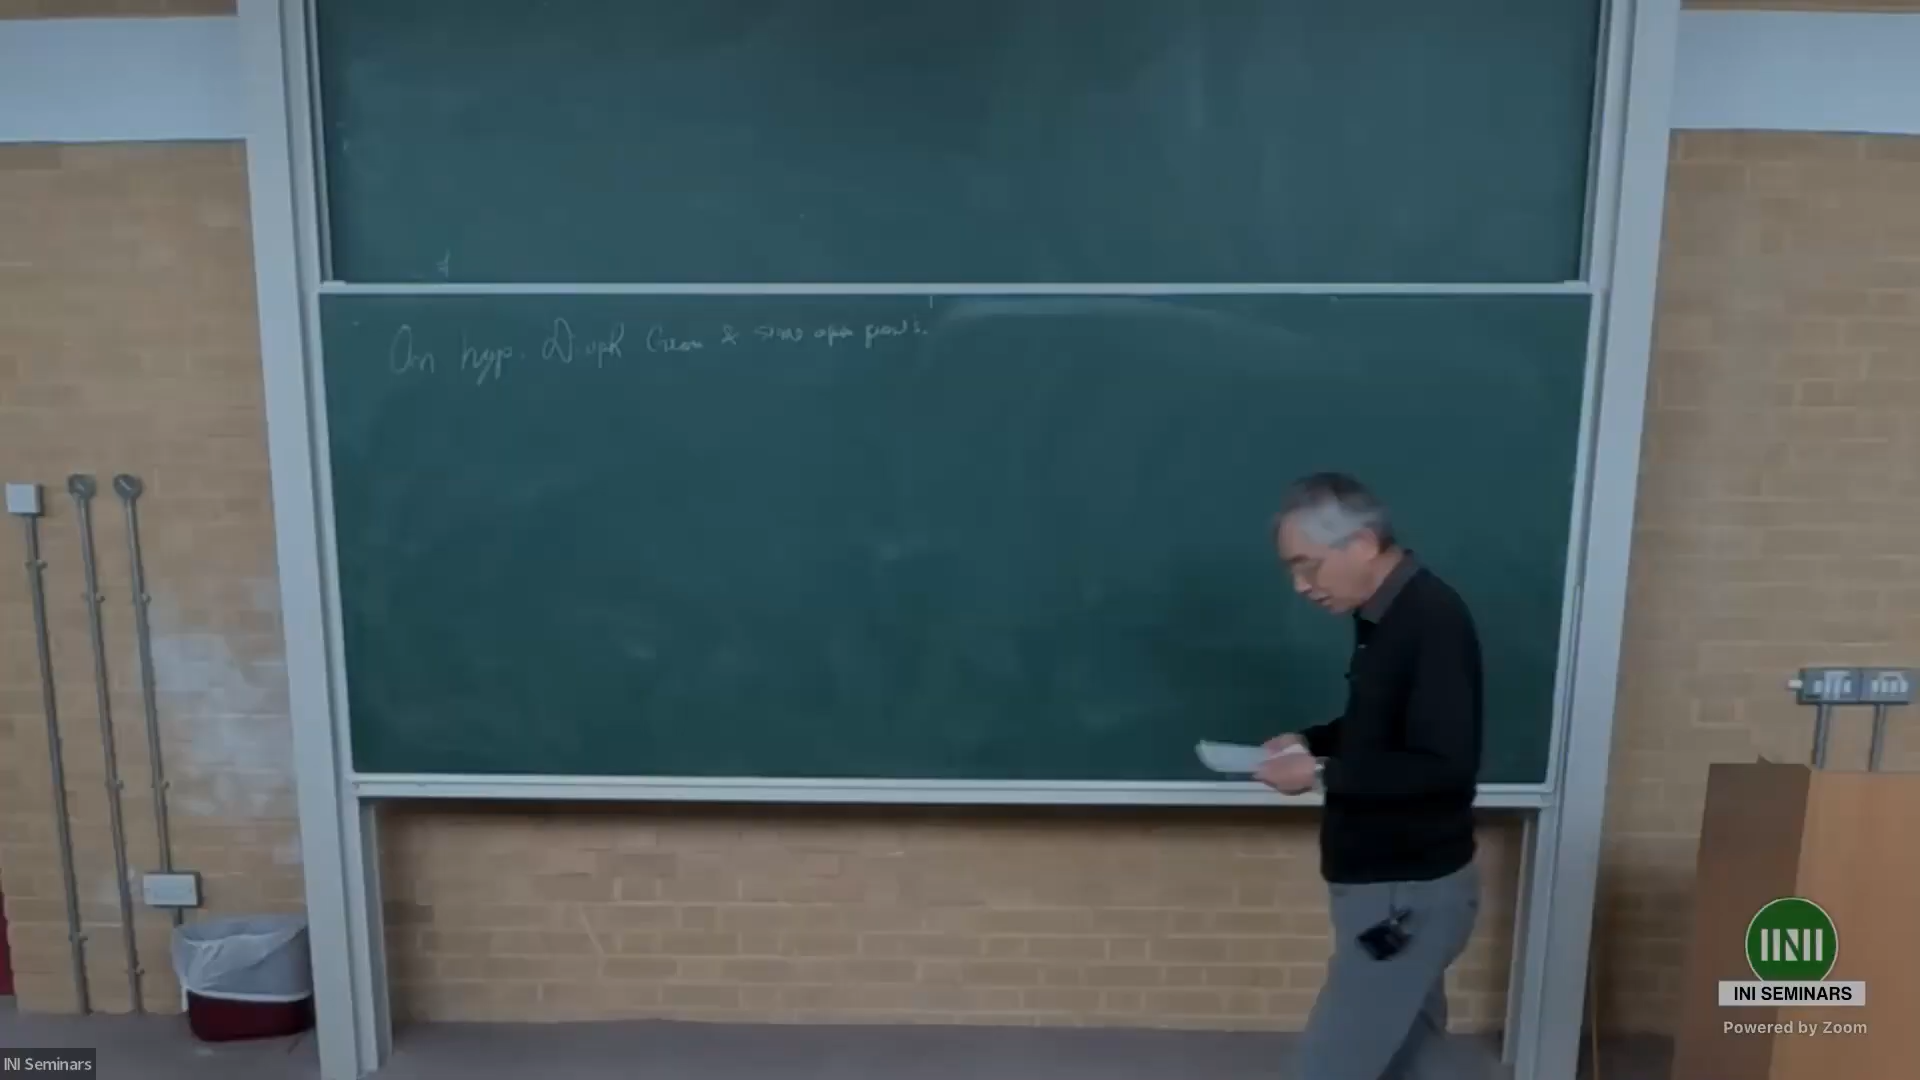 On hyp. Dioph Geom & some open prob's.
INI SEMINARS
Powered by Zoom
INI Seminars